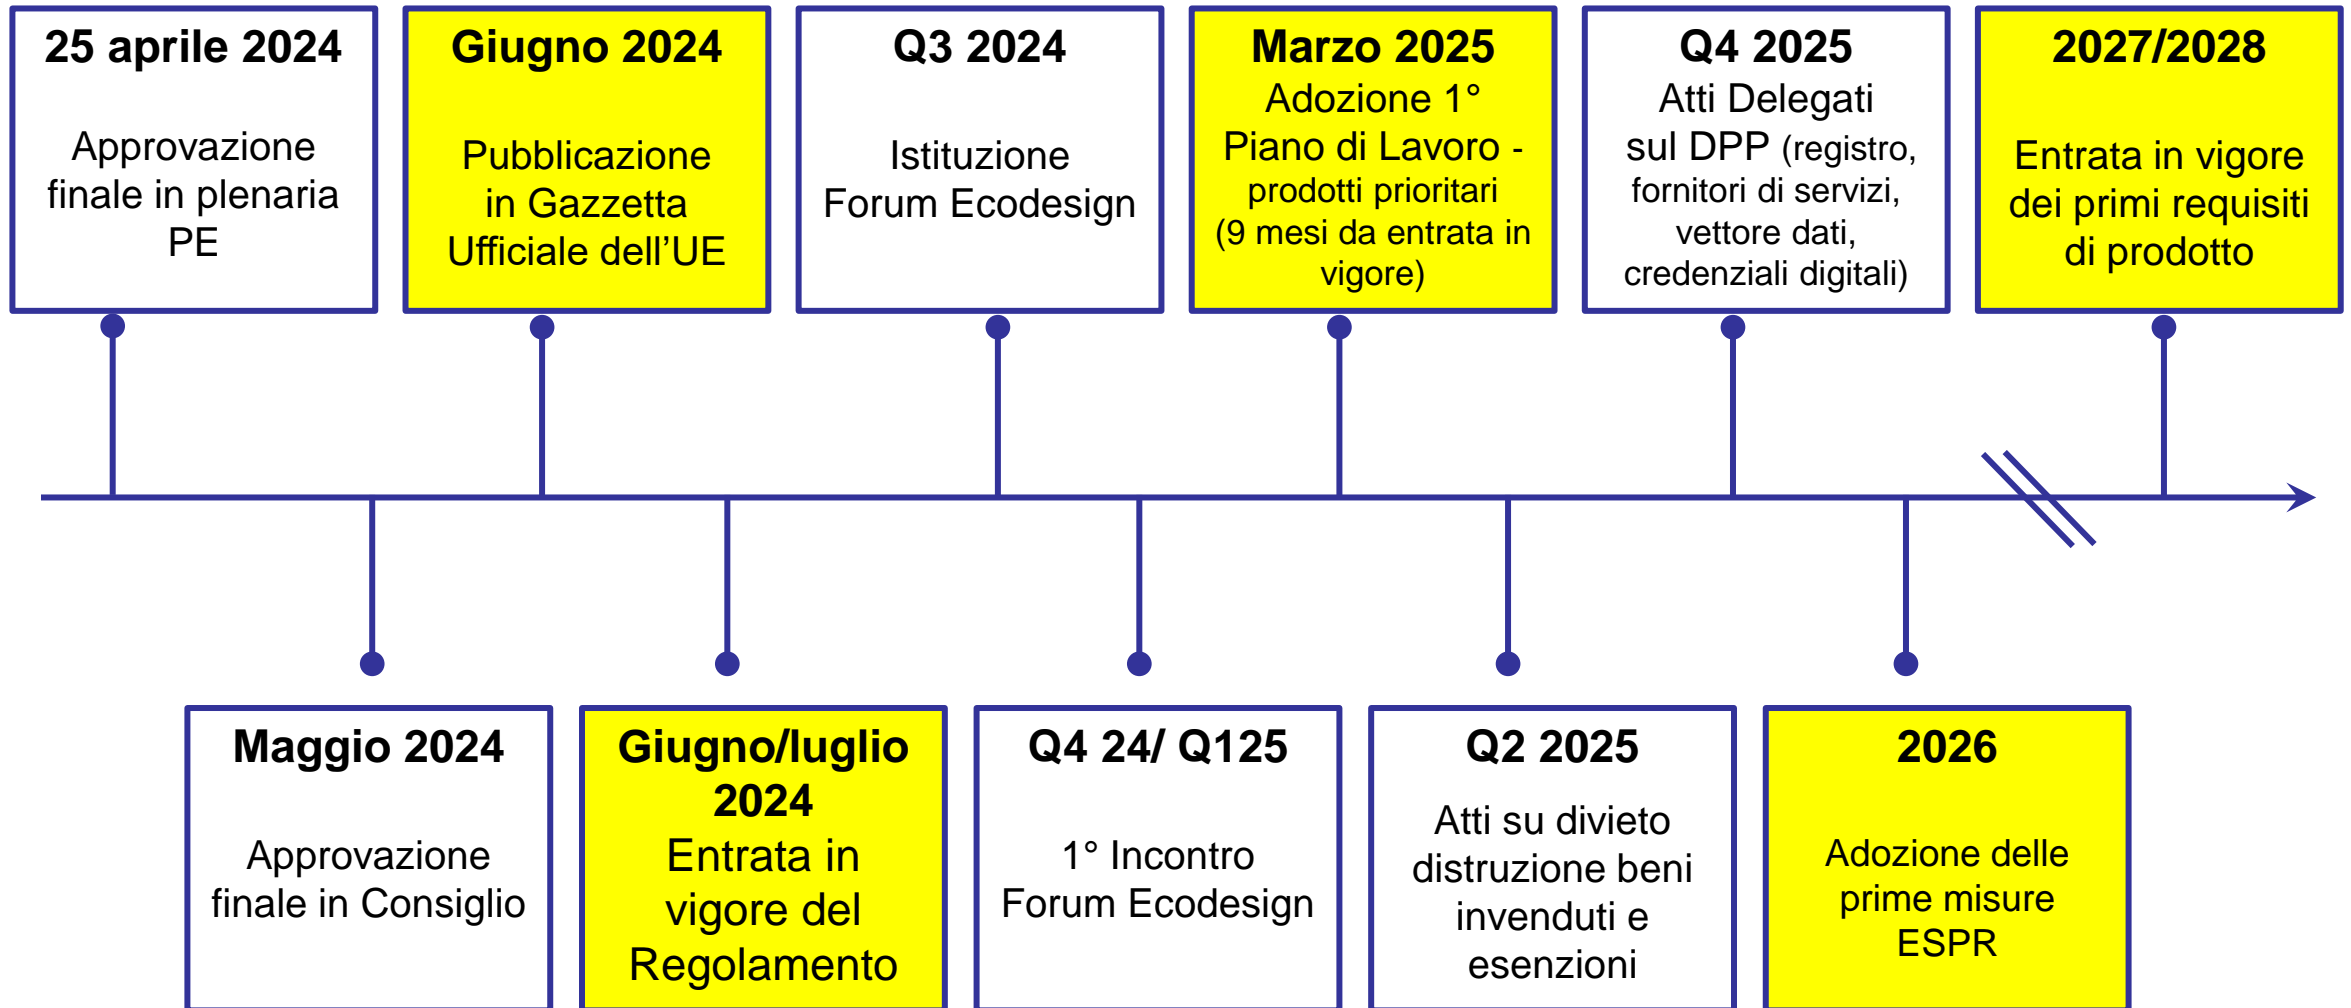 25 aprile 2024
Approvazione
finale in plenaria
PE
Giugno 2024
Pubblicazione
in Gazzetta
Ufficiale dell’UE
Q3 2024
Istituzione
Forum Ecodesign
Marzo 2025
Adozione 1°
Piano di Lavoro -
prodotti prioritari
(9 mesi da entrata in
vigore)
Q4 2025
Atti Delegati
sul DPP (registro,
fornitori di servizi,
vettore dati,
credenziali digitali)
2027/2028
Entrata in vigore
dei primi requisiti
di prodotto
Maggio 2024
Approvazione
finale in Consiglio
Giugno/luglio
2024
Entrata in
vigore del
Regolamento
Q4 24/ Q125
1° Incontro
Forum Ecodesign
Q2 2025
Atti su divieto
distruzione beni
invenduti e
esenzioni
2026
Adozione delle
prime misure
ESPR